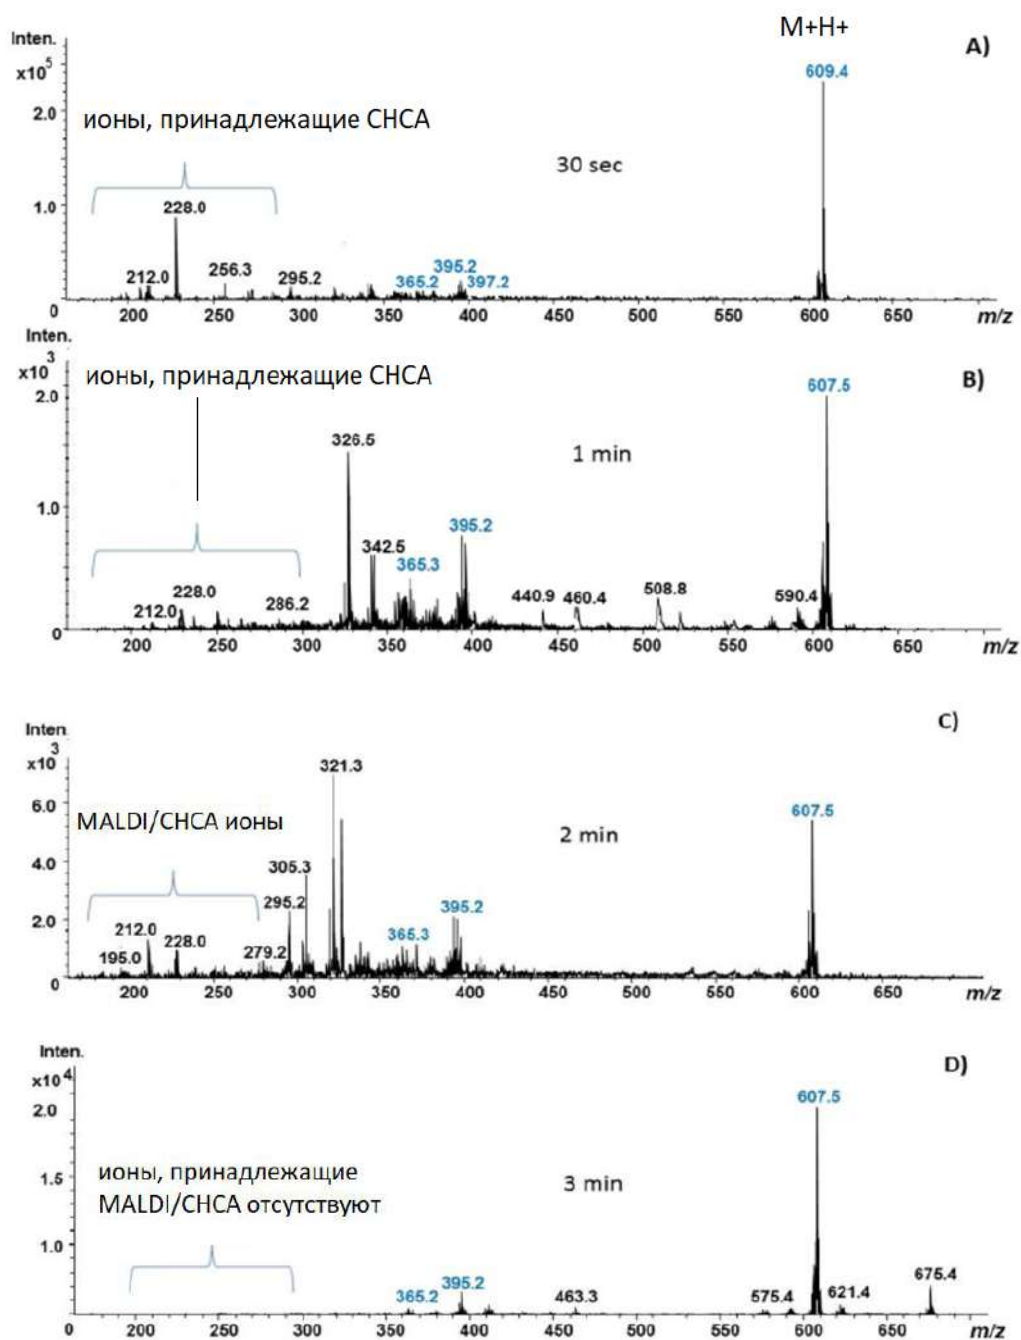 M+H+
Inten.
A)
x10⁵
609.4
2.0
ионы, принадлежащие CHCA
30 sec
1.0
228.0
212.0
256.3
295.2
395.2
365.2
397.2
0
200 250 300 350 400 450 500 550 600 650 m/z
Inten.
B)
x10³
ионы, принадлежащие CHCA
607.5
2.0
326.5
1 min
1.0
342.5
395.2
365.3
228.0
212.0
286.2
440.9
460.4
508.8
590.4
0
200 250 300 350 400 450 500 550 600 650 m/z
C)
Inten
x10³
321.3
607.5
6.0
MALDI/CHCA ионы
2 min
4.0
305.3
295.2
395.2
2.0
212.0
365.3
228.0
195.0
279.2
0
200 250 300 350 400 450 500 550 600 650 m/z
Inten.
D)
x10⁴
607.5
2.0
ионы, принадлежащие
MALDI/CHCA отсутствуют
1.5
3 min
1.0
675.4
395.2
365.2
463.3
575.4
621.4
0 200 250 300 350 400 450 500 550 600 650 m/z